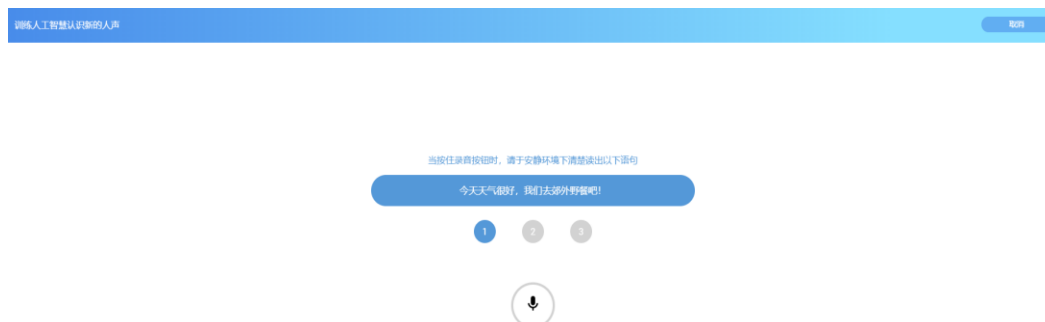 训练人工智慧认识新的人声
取消
当按住录音按钮时，请于安静环境下清楚读出以下语句
今天天气很好，我们去郊外野餐吧!
1
2
3